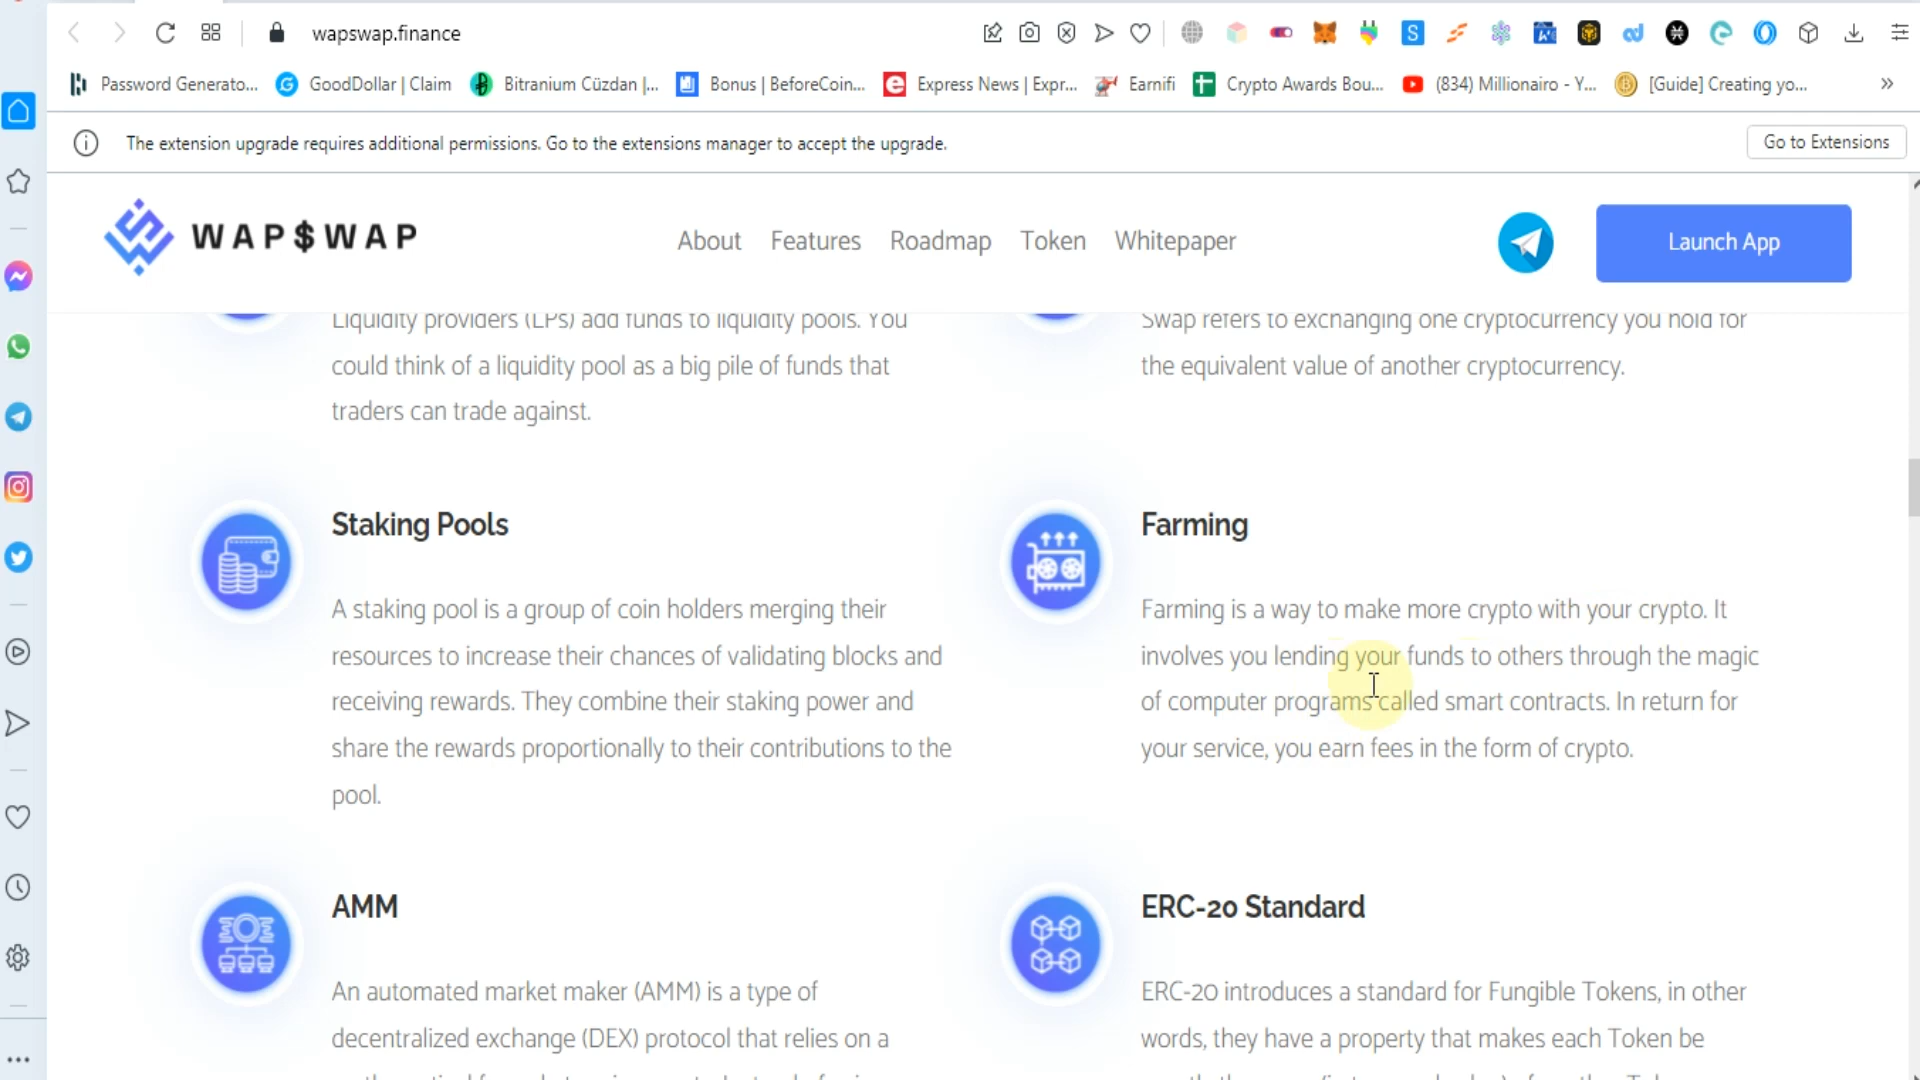 wapswap.finance
Password Generato... GoodDollar | Claim Bitranium Cüzdan |... Bonus | BeforeCoin... Express News | Expr... Earnifi Crypto Awards Bou... (834) Millionairo - Y... [Guide] Creating yo...
The extension upgrade requires additional permissions. Go to the extensions manager to accept the upgrade. Go to Extensions
WAP$WAP About Features Roadmap Token Whitepaper Launch App
Liquidity providers (LPs) add funds to liquidity pools. You
could think of a liquidity pool as a big pile of funds that
traders can trade against.
Swap refers to exchanging one cryptocurrency you hold for
the equivalent value of another cryptocurrency.
Staking Pools
A staking pool is a group of coin holders merging their
resources to increase their chances of validating blocks and
receiving rewards. They combine their staking power and
share the rewards proportionally to their contributions to the
pool.
Farming
Farming is a way to make more crypto with your crypto. It
involves you lending your funds to others through the magic
of computer programs called smart contracts. In return for
your service, you earn fees in the form of crypto.
AMM
An automated market maker (AMM) is a type of
decentralized exchange (DEX) protocol that relies on a
ERC-20 Standard
ERC-20 introduces a standard for Fungible Tokens, in other
words, they have a property that makes each Token be